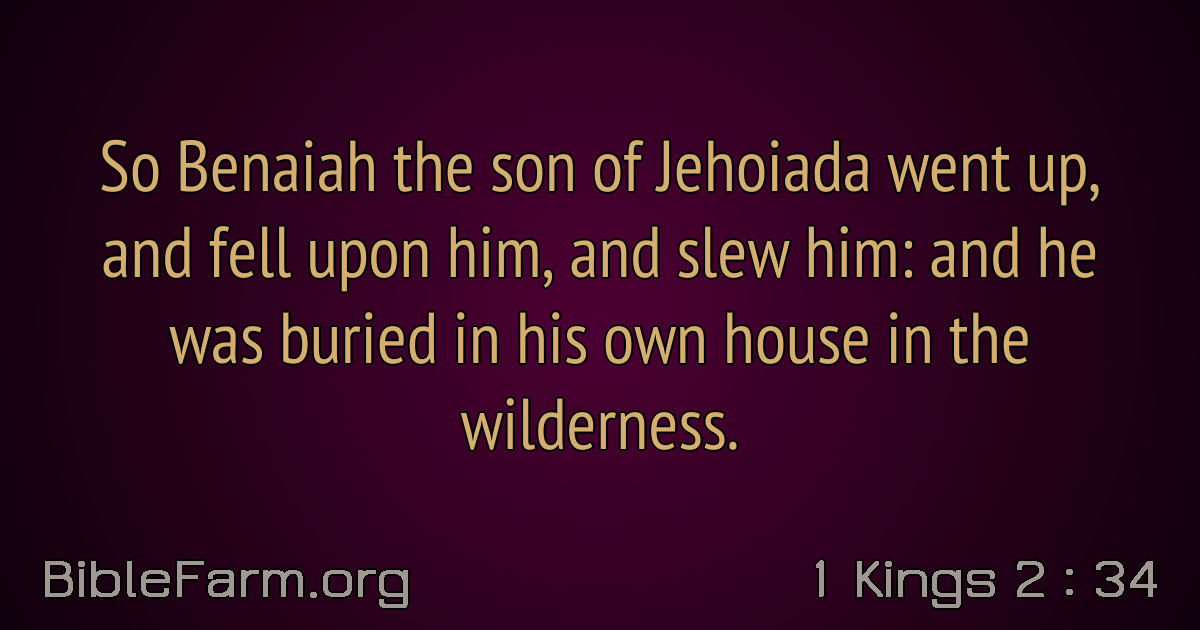 So Benaiah the son of Jehoiada went up,
and fell upon him, and slew him: and he
was buried in his own house in the
wilderness.
BibleFarm.org
1 Kings 2 : 34